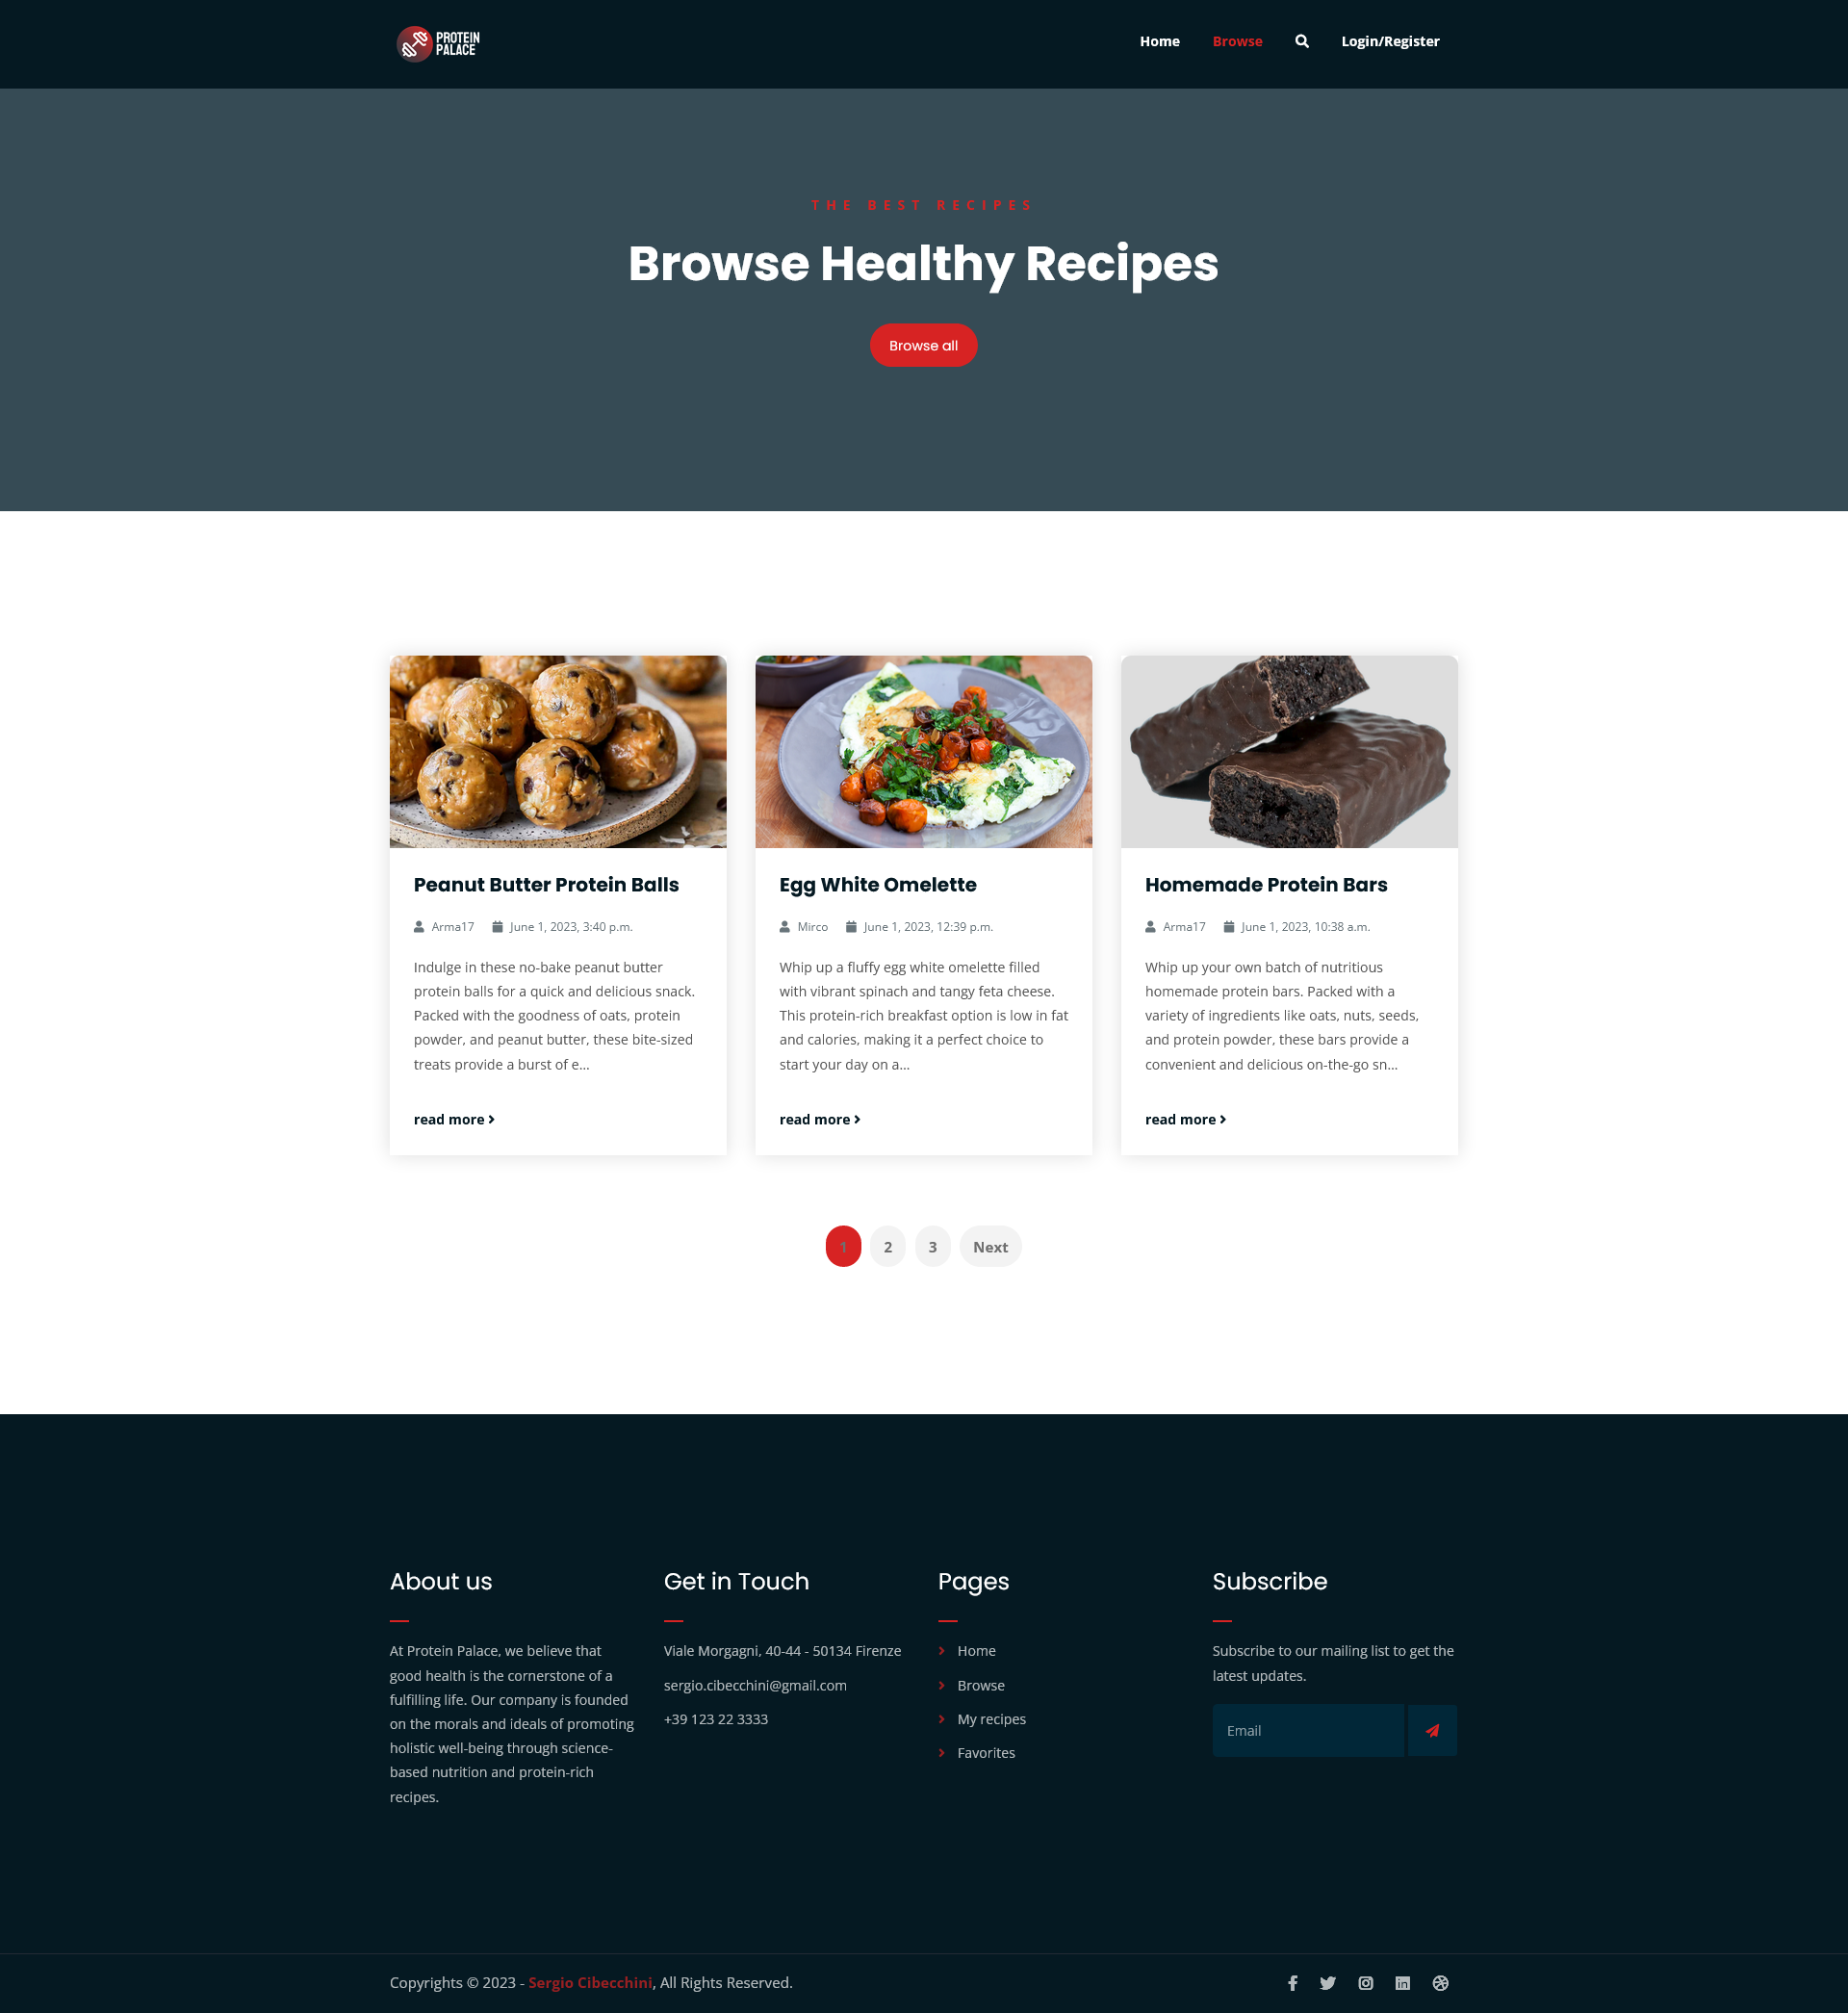 PROTEIN
PALACE
Home
Browse
Login/Register
THE BEST RECIPES
Browse Healthy Recipes
Browse all
Peanut Butter Protein Balls
Arma17 June 1, 2023, 3:40 p.m.
Indulge in these no-bake peanut butter
protein balls for a quick and delicious snack.
Packed with the goodness of oats, protein
powder, and peanut butter, these bite-sized
treats provide a burst of e...
read more
Egg White Omelette
Mirco June 1, 2023, 12:39 p.m.
Whip up a fluffy egg white omelette filled
with vibrant spinach and tangy feta cheese.
This protein-rich breakfast option is low in fat
and calories, making it a perfect choice to
start your day on a...
read more
Homemade Protein Bars
Arma17 June 1, 2023, 10:38 a.m.
Whip up your own batch of nutritious
homemade protein bars. Packed with a
variety of ingredients like oats, nuts, seeds,
and protein powder, these bars provide a
convenient and delicious on-the-go sn...
read more
1 2 3 Next
About us
At Protein Palace, we believe that
good health is the cornerstone of a
fulfilling life. Our company is founded
on the morals and ideals of promoting
holistic well-being through science-
based nutrition and protein-rich
recipes.
Get in Touch
Viale Morgagni, 40-44 - 50134 Firenze
sergio.cibecchini@gmail.com
+39 123 22 3333
Pages
Home
Browse
My recipes
Favorites
Subscribe
Subscribe to our mailing list to get the
latest updates.
Email
Copyrights © 2023 - Sergio Cibecchini, All Rights Reserved.